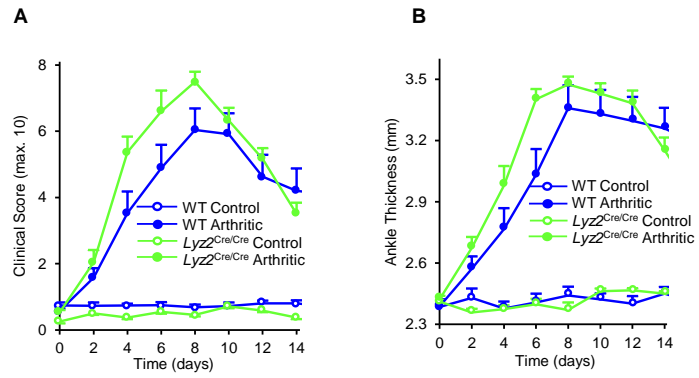 A
Clinical Score (max. 10)
8
6
4
2
0
WT Control
WT Arthritic
Lyz2Cre/Cre Control
Lyz2Cre/Cre Arthritic
0 2 4 6 8 10 12 14
Time (days)
B
Ankle Thickness (mm)
3.5
3.2
2.9
2.6
2.3
WT Control
WT Arthritic
Lyz2Cre/Cre Control
Lyz2Cre/Cre Arthritic
0 2 4 6 8 10 12 14
Time (days)